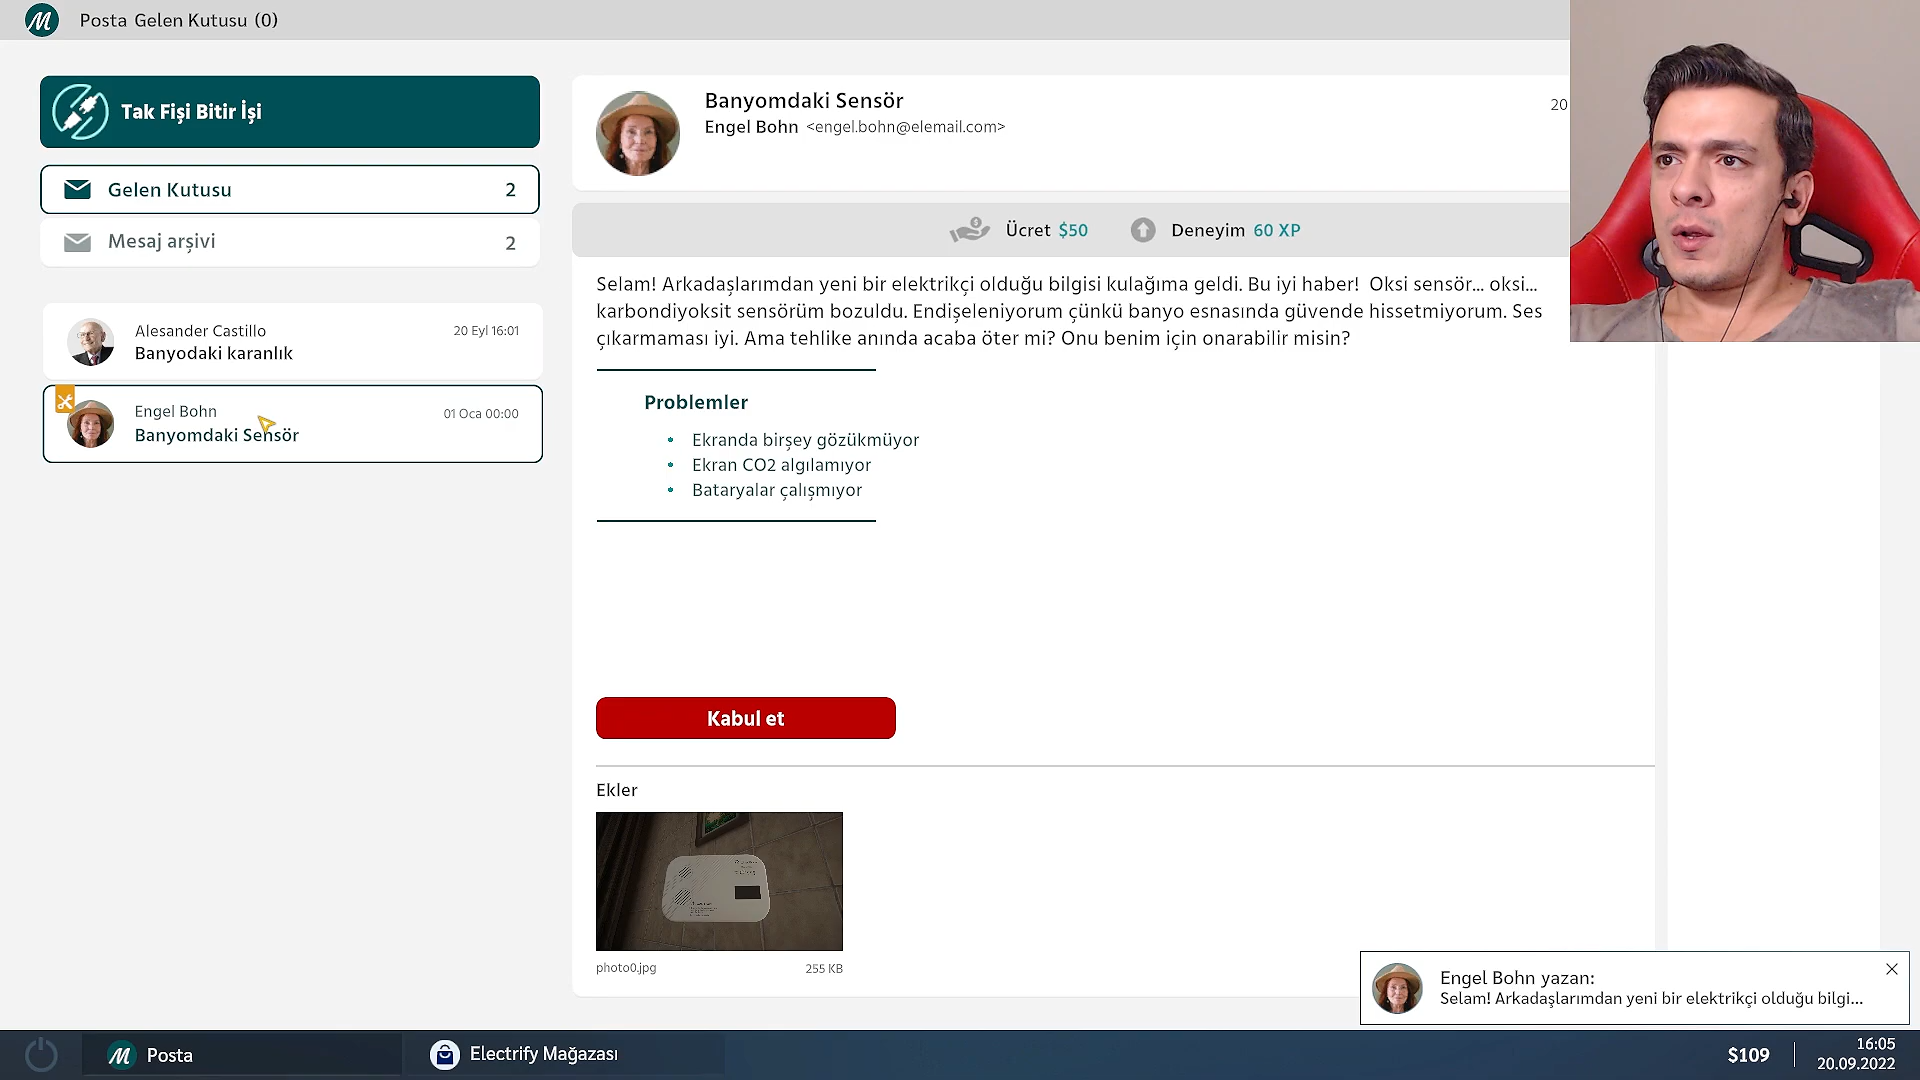 Posta Gelen Kutusu (0)
Tak Fişi Bitir İşi
Gelen Kutusu 2
Mesaj arşivi 2
Alesander Castillo 20 Eyl 16:01
Banyodaki karanlık
Engel Bohn 01 Oca 00:00
Banyomdaki Sensör
Banyomdaki Sensör 20
Engel Bohn <engel.bohn@elemail.com>
Ücret $50 Deneyim 60 XP
Selam! Arkadaşlarımdan yeni bir elektrikçi olduğu bilgisi kulağıma geldi. Bu iyi haber! Oksi sensör... oksi...
karbondiyoksit sensörüm bozuldu. Endişeleniyorum çünkü banyo esnasında güvende hissetmiyorum. Ses
çıkarmaması iyi. Ama tehlike anında acaba öter mi? Onu benim için onarabilir misin?
Problemler
• Ekranda birşey gözükmüyor
• Ekran CO2 algılamıyor
• Bataryalar çalışmıyor
Kabul et
Ekler
photo0.jpg 255 KB
Engel Bohn yazan:
Selam! Arkadaşlarımdan yeni bir elektrikçi olduğu bilgi...
Posta
Electrify Mağazası
$109
16:05
20.09.2022